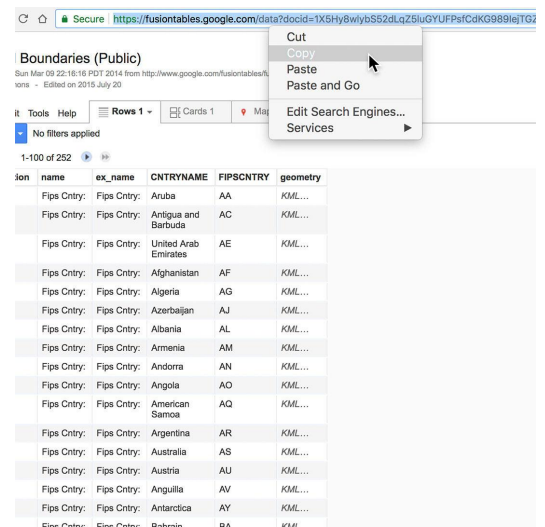 Secure https://fusiontables.google.com/data?docid=1X5Hy8wlybS52dLqZ5luGYUFPsfCdKG989lejTGZ
Cut
Copy
Paste
Paste and Go
Edit Search Engines...
Services
Boundaries (Public)
Sun Mar 09 22:16:16 PDT 2014 from http://www.google.com/fusiontables/fu
- Edited on 2015 July 20
Tools Help Rows 1 Cards 1 Map
No filters applied
1-100 of 252
name ex_name CNTRYNAME FIPSCNTRY geometry
Fips Cntry: Fips Cntry: Aruba AA KML...
Fips Cntry: Fips Cntry: Antigua and AC KML...
Barbuda
Fips Cntry: Fips Cntry: United Arab AE KML...
Emirates
Fips Cntry: Fips Cntry: Afghanistan AF KML...
Fips Cntry: Fips Cntry: Algeria AG KML...
Fips Cntry: Fips Cntry: Azerbaijan AJ KML...
Fips Cntry: Fips Cntry: Albania AL KML...
Fips Cntry: Fips Cntry: Armenia AM KML...
Fips Cntry: Fips Cntry: Andorra AN KML...
Fips Cntry: Fips Cntry: Angola AO KML...
Fips Cntry: Fips Cntry: American AQ KML...
Samoa
Fips Cntry: Fips Cntry: Argentina AR KML...
Fips Cntry: Fips Cntry: Australia AS KML...
Fips Cntry: Fips Cntry: Austria AU KML...
Fips Cntry: Fips Cntry: Anguilla AV KML...
Fips Cntry: Fips Cntry: Antarctica AY KML...
Fips Cntry: Fips Cntry: Bahrain BA KML